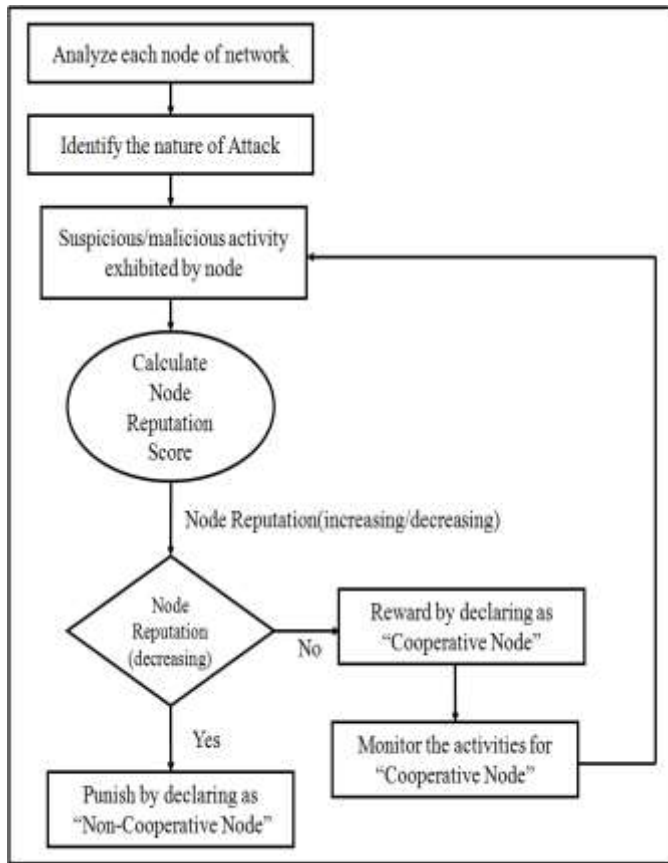 Analyze each node of network
Identify the nature of Attack
Suspicious/malicious activity
exhibited by node
Calculate
Node
Reputation
Score
Node Reputation(increasing/decreasing)
Node
Reputation
(decreasing)
No
Reward by declaring as
“Cooperative Node”
Yes
Monitor the activities for
“Cooperative Node”
Punish by declaring as
“Non-Cooperative Node”